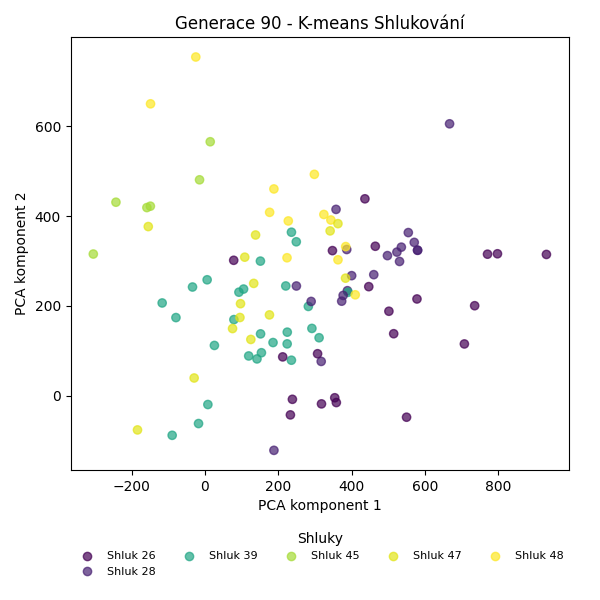 Generace 90 - K-means Shlukování
PCA komponent 2
600
400
200
0
−200 0 200 400 600 800
PCA komponent 1
Shluky
Shluk 26 Shluk 39 Shluk 45 Shluk 47 Shluk 48
Shluk 28